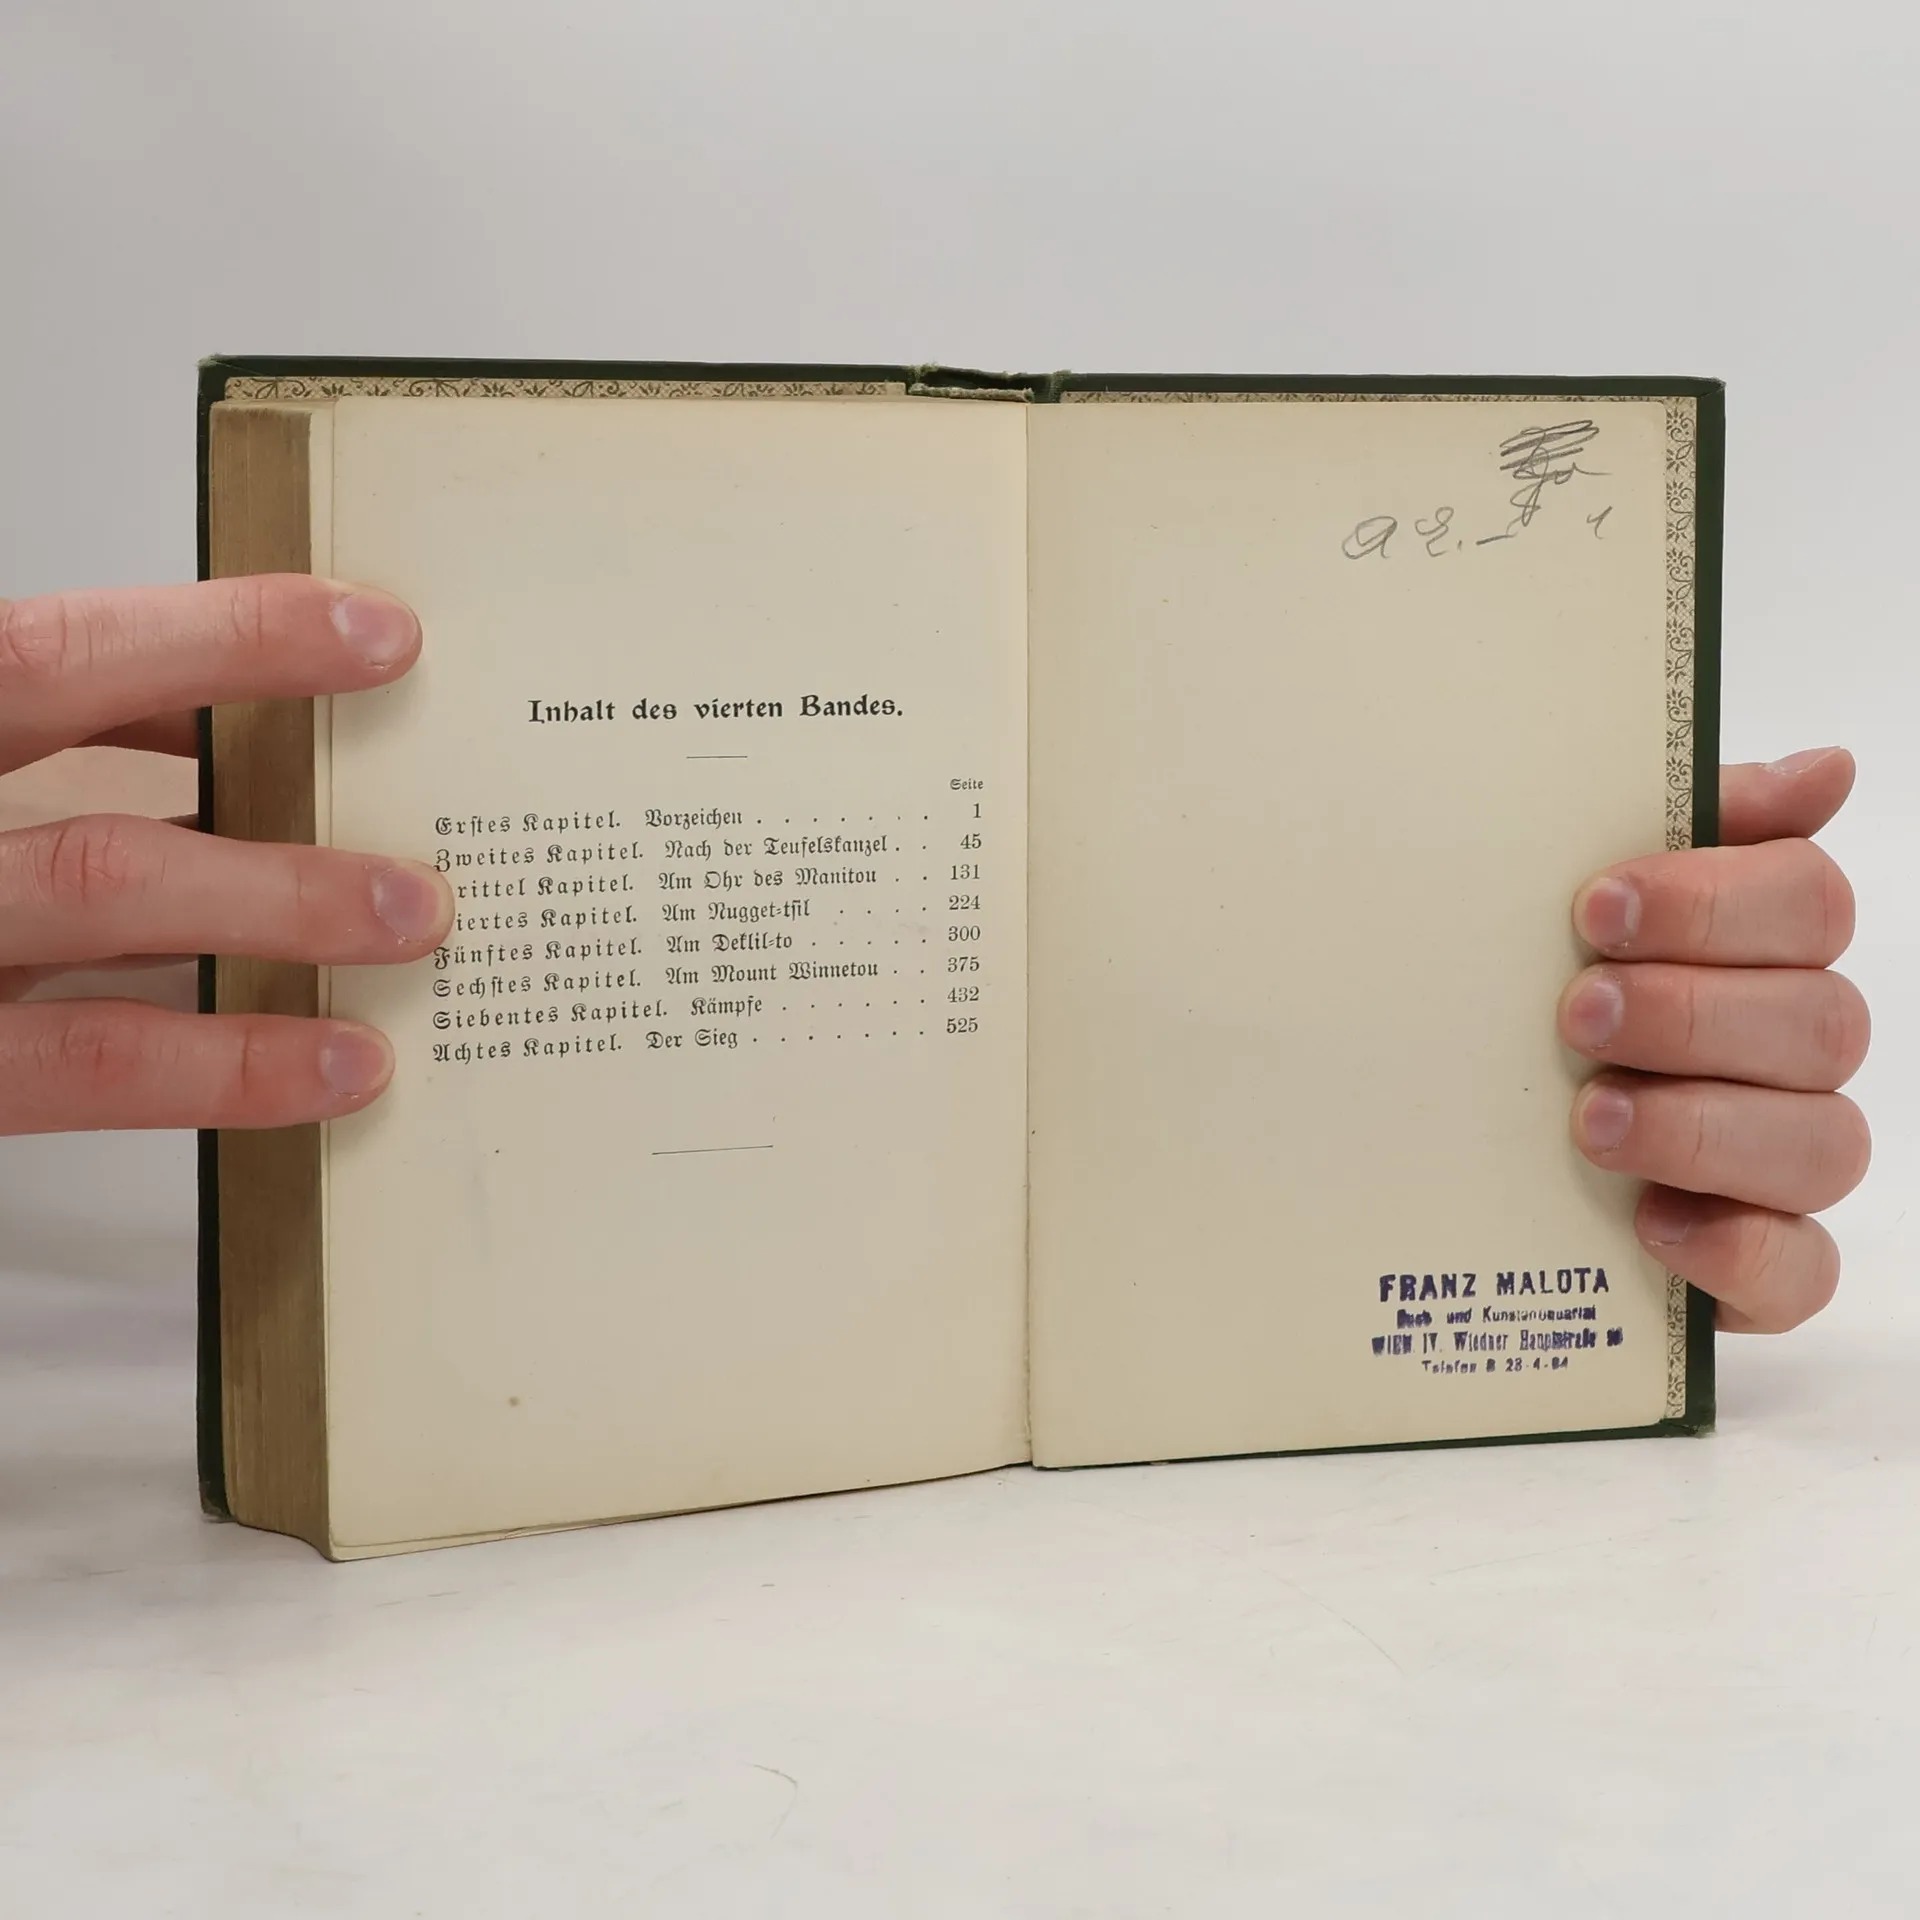 Inhalt des vierten Bandes.
Seite
Erstes Kapitel. Vorzeichen . . . . . . . 1
Zweites Kapitel. Nach der Teufelskanzel . . 45
rittel Kapitel. Am Ohr des Manitou . . 131
iertes Kapitel. Am Nugget-tsil . . . . 224
Fünftes Kapitel. Am Deklil-to . . . . . 300
Sechstes Kapitel. Am Mount Winnetou . . 375
Siebentes Kapitel. Kämpfe . . . . . . 432
Achtes Kapitel. Der Sieg . . . . . . . 525
FRANZ MALOTA
Buch und Kunstantiquariat
WIEN IV. Wiedner Hauptstraße
Telefon